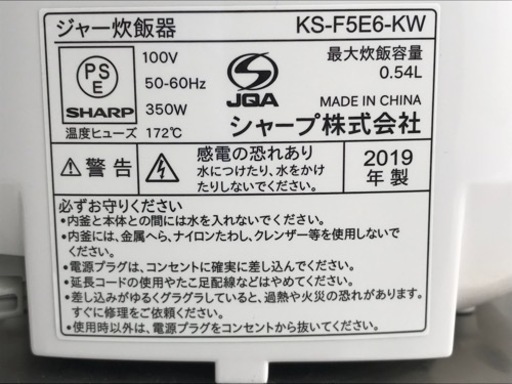 ジャー炊飯器 KS-F5E6-KW
PS
E
SHARP
100V
50-60Hz
350W
温度ヒューズ 172℃
JQA
最大炊飯容量
0.54L
MADE IN CHINA
シャープ株式会社
警告
感電の恐れあり
水につけたり、水をかけ
たりしないでください。
2019
年製
必ずお守りください
・内釜と本体との間には水を入れないでください。
・内釜には、金属へら、ナイロンたわし、クレンザー等を使用しないで
ください。
・電源プラグは、コンセントに確実に差し込んでください。
・延長コードの使用やたこ足配線などはやめてください。
・差し込みがゆるくグラグラしていると、過熱や火災の恐れがあります。
すぐに修理をご依頼ください。
・使用時以外は、電源プラグをコンセントから抜いてください。